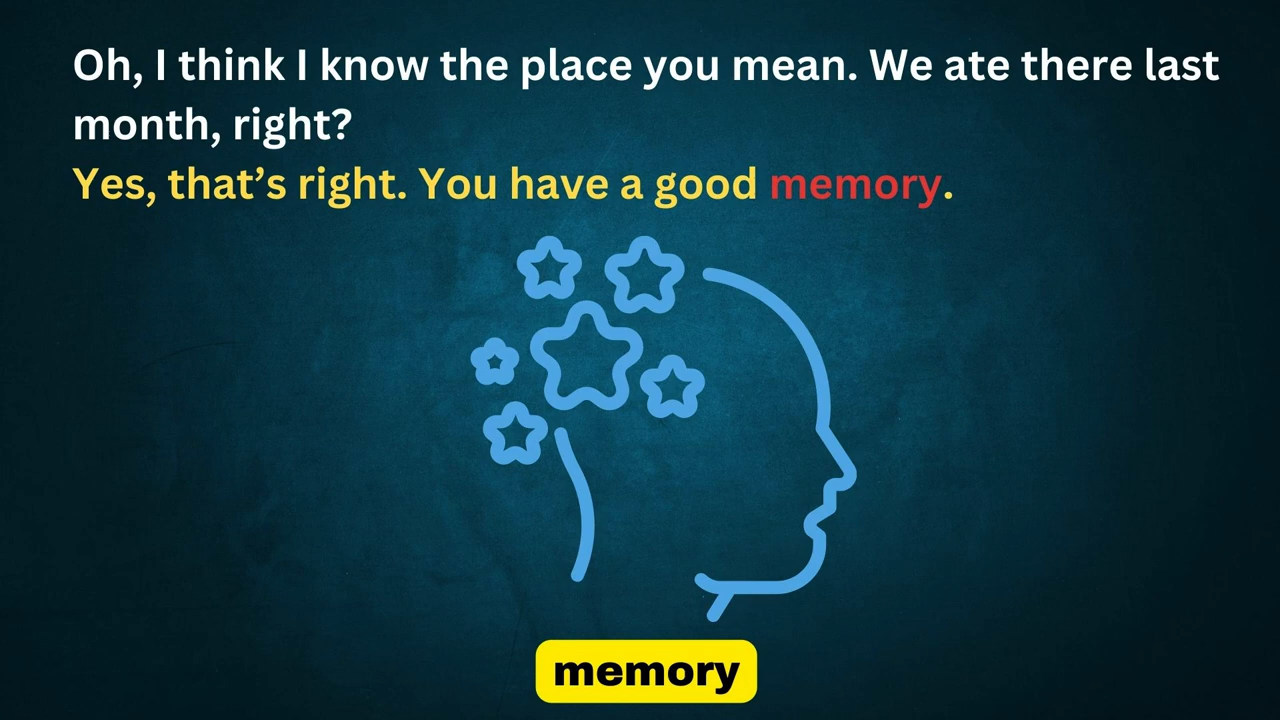 Oh, I think I know the place you mean. We ate there last
month, right?
Yes, that’s right. You have a good memory.
memory